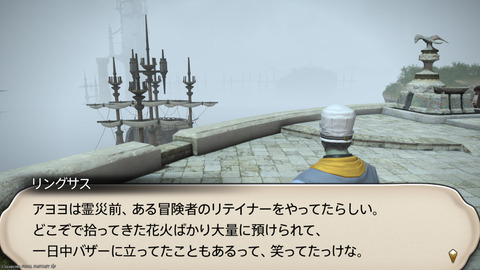 リングサス
アヨヨは霊災前、ある冒険者のリテイナーをやってたらしい。
どこぞで拾ってきた花火ばかり大量に預けられて、
一日中バザーに立ってたこともあるって、笑ってたっけな。